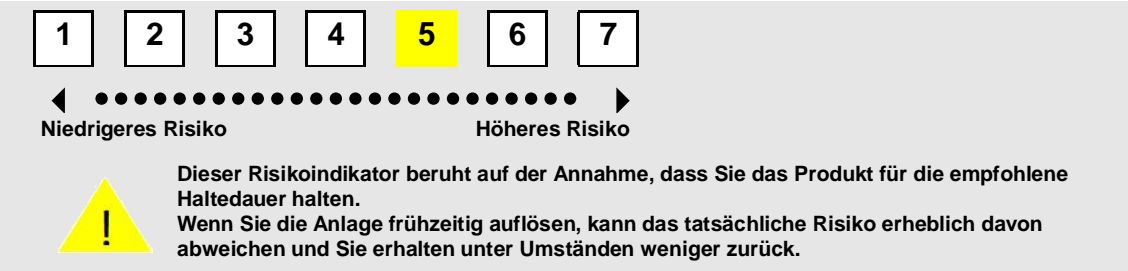 1 2 3 4 5 6 7
Niedrigeres Risiko Höheres Risiko
!
Dieser Risikoindikator beruht auf der Annahme, dass Sie das Produkt für die empfohlene
Haltedauer halten.
Wenn Sie die Anlage frühzeitig auflösen, kann das tatsächliche Risiko erheblich davon
abweichen und Sie erhalten unter Umständen weniger zurück.